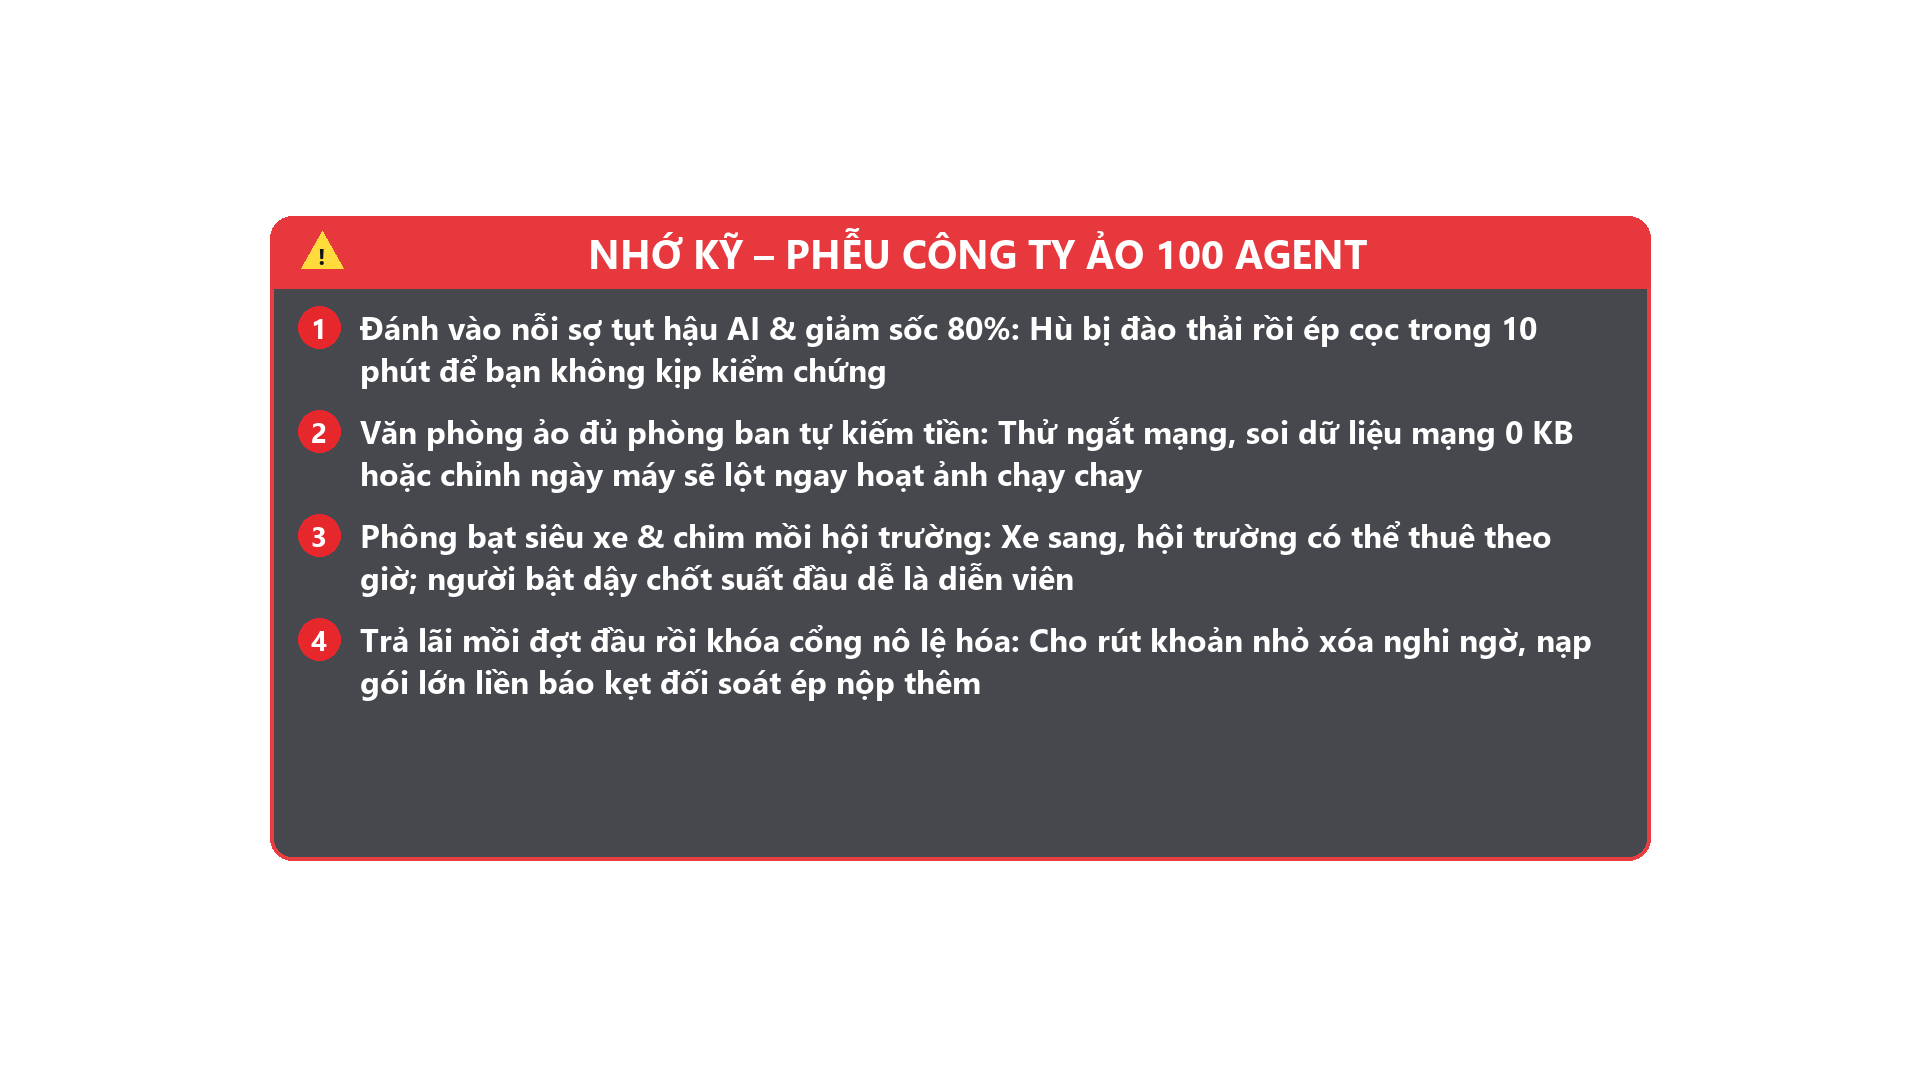 NHỚ KỸ – PHỄU CÔNG TY ẢO 100 AGENT
1 Đánh vào nỗi sợ tụt hậu AI & giảm sốc 80%: Hù bị đào thải rồi ép cọc trong 10
phút để bạn không kịp kiểm chứng
2 Văn phòng ảo đủ phòng ban tự kiếm tiền: Thử ngắt mạng, soi dữ liệu mạng 0 KB
hoặc chỉnh ngày máy sẽ lột ngay hoạt ảnh chạy chay
3 Phông bạt siêu xe & chim mồi hội trường: Xe sang, hội trường có thể thuê theo
giờ; người bật dậy chốt suất đầu dễ là diễn viên
4 Trả lãi mồi đợt đầu rồi khóa cổng nô lệ hóa: Cho rút khoản nhỏ xóa nghi ngờ, nạp
gói lớn liền báo kẹt đối soát ép nộp thêm